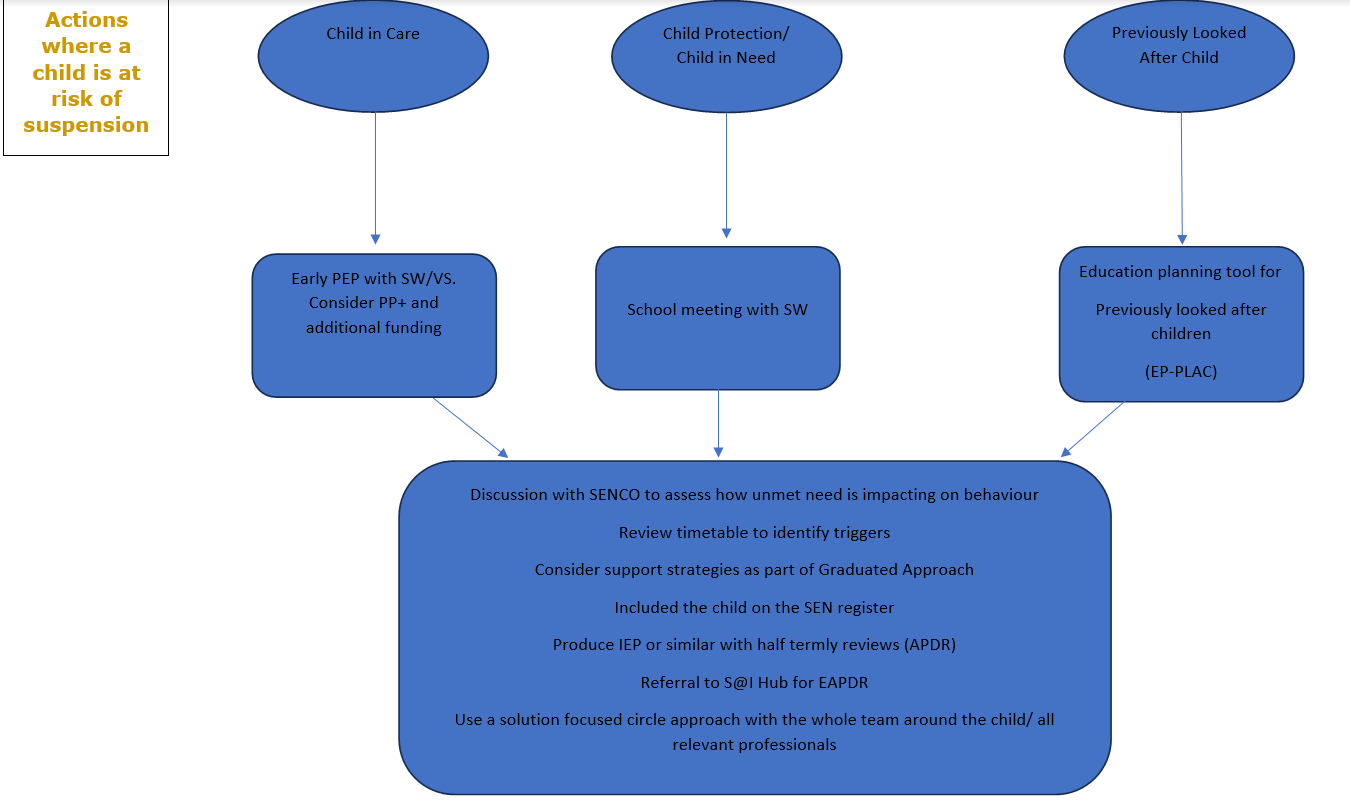 Actions
where a
child is at
risk of
suspension
Child in Care
Child Protection/
Child in Need
Previously Looked
After Child
Early PEP with SW/VS.
Consider PP+ and
additional funding
School meeting with SW
Education planning tool for
Previously looked after
children
(EP-PLAC)
Discussion with SENCO to assess how unmet need is impacting on behaviour
Review timetable to identify triggers
Consider support strategies as part of Graduated Approach
Included the child on the SEN register
Produce IEP or similar with half termly reviews (APDR)
Referral to S@I Hub for EAPDR
Use a solution focused circle approach with the whole team around the child/ all
relevant professionals